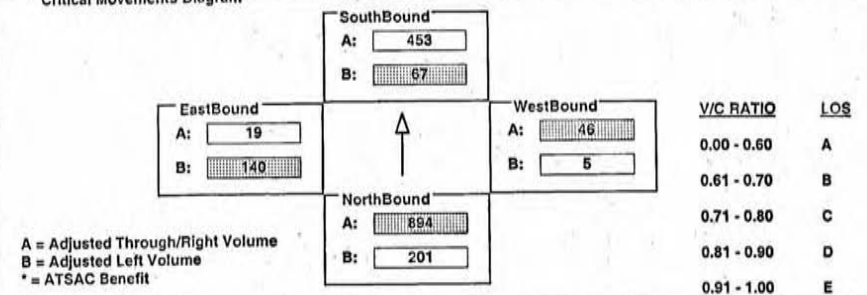 Critical Movements Diagram
SouthBound
A: 453
B: 67
EastBound
A: 19
B: 140
WestBound
A: 46
B: 5
NorthBound
A: 894
B: 201
A = Adjusted Through/Right Volume
B = Adjusted Left Volume
* = ATSAC Benefit
V/C RATIO LOS
0.00 - 0.60 A
0.61 - 0.70 B
0.71 - 0.80 C
0.81 - 0.90 D
0.91 - 1.00 E